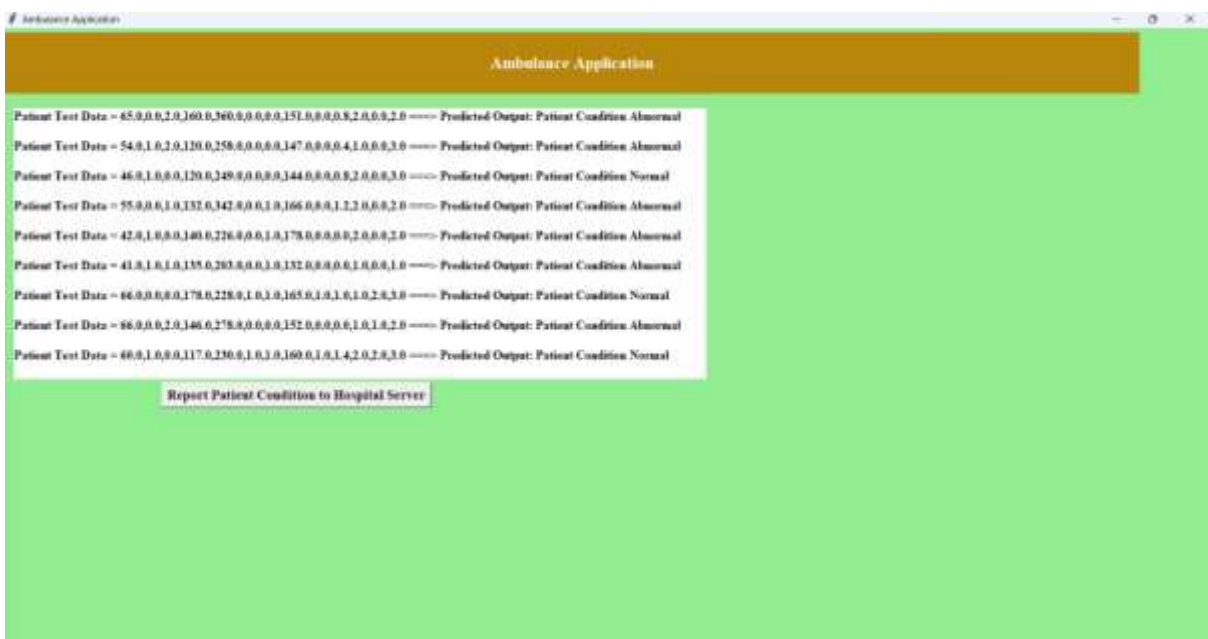 Ambulance Application
Ambulance Application
Patient Test Data = 65.0,0.0,2.0,160.0,360.0,0.0,0.0,151.0,0.0,0.8,2.0,0.0,2.0 ====> Predicted Output: Patient Condition Abnormal
Patient Test Data = 54.0,1.0,2.0,120.0,258.0,0.0,0.0,147.0,0.0,0.4,1.0,0.0,3.0 ====> Predicted Output: Patient Condition Abnormal
Patient Test Data = 46.0,1.0,0.0,120.0,249.0,0.0,0.0,144.0,0.0,0.8,2.0,0.0,3.0 ====> Predicted Output: Patient Condition Normal
Patient Test Data = 55.0,0.0,1.0,132.0,342.0,0.0,1.0,166.0,0.0,1.2,2.0,0.0,2.0 ====> Predicted Output: Patient Condition Abnormal
Patient Test Data = 42.0,1.0,0.0,140.0,226.0,0.0,1.0,178.0,0.0,0.0,2.0,0.0,2.0 ====> Predicted Output: Patient Condition Abnormal
Patient Test Data = 41.0,1.0,1.0,135.0,203.0,0.0,1.0,132.0,0.0,0.0,1.0,0.0,1.0 ====> Predicted Output: Patient Condition Abnormal
Patient Test Data = 66.0,0.0,0.0,178.0,228.0,1.0,1.0,165.0,1.0,1.0,1.0,2.0,3.0 ====> Predicted Output: Patient Condition Normal
Patient Test Data = 66.0,0.0,2.0,146.0,278.0,0.0,0.0,152.0,0.0,0.0,1.0,1.0,2.0 ====> Predicted Output: Patient Condition Abnormal
Patient Test Data = 60.0,1.0,0.0,117.0,230.0,1.0,1.0,160.0,1.0,1.4,2.0,2.0,3.0 ====> Predicted Output: Patient Condition Normal
Report Patient Condition to Hospital Server